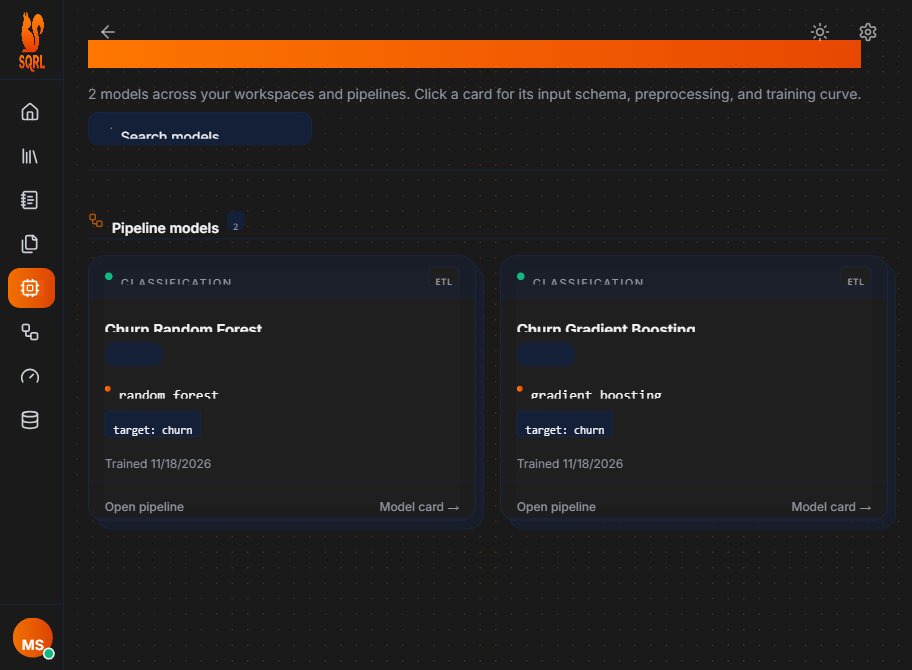 SQRL
2 models across your workspaces and pipelines. Click a card for its input schema, preprocessing, and training curve.
Search models
Pipeline models 2
CLASSIFICATION ETL
Churn Random Forest
random forest
target: churn
Trained 11/18/2026
Open pipeline Model card →
CLASSIFICATION ETL
Churn Gradient Boosting
gradient boosting
target: churn
Trained 11/18/2026
Open pipeline Model card →
MS